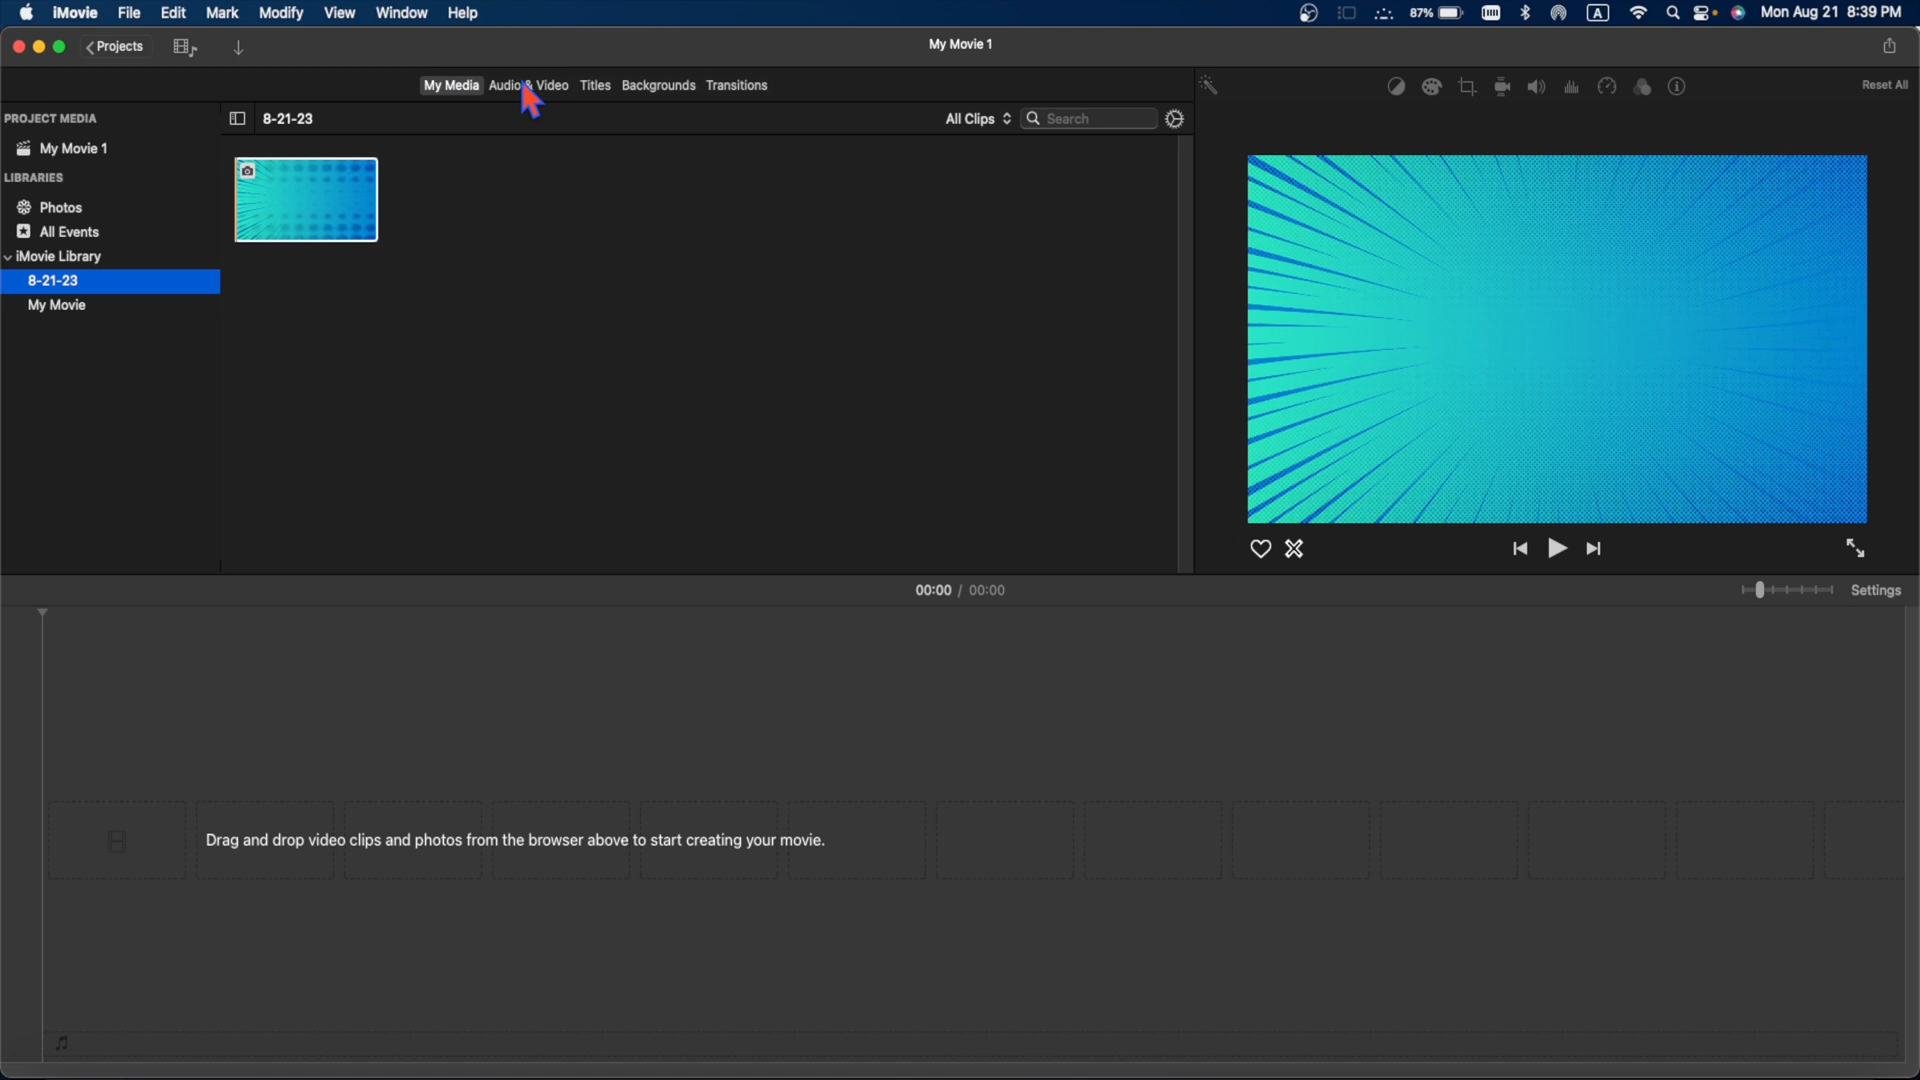 iMovie File Edit Mark Modify View Window Help 87% A Mon Aug 21 8:39 PM
Projects My Movie 1
My Media Audio & Video Titles Backgrounds Transitions Reset All
PROJECT MEDIA 8-21-23 All Clips Search
My Movie 1
LIBRARIES
Photos
All Events
iMovie Library
8-21-23
My Movie
00:00 / 00:00 Settings
Drag and drop video clips and photos from the browser above to start creating your movie.